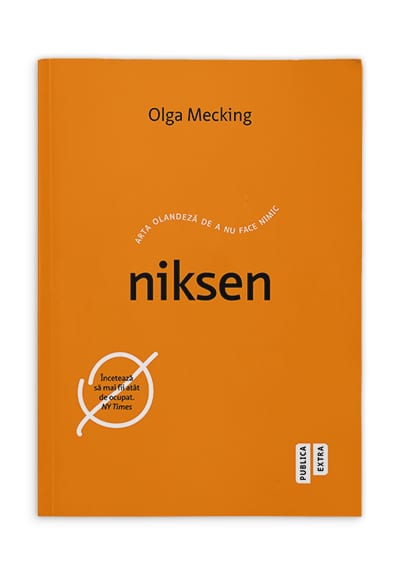 Olga Mecking
ARTA OLANDEZĂ DE A NU FACE NIMIC
niksen
Încetează
să mai fii atât
de ocupat.
NY Times
PUBLICA
EXTRA